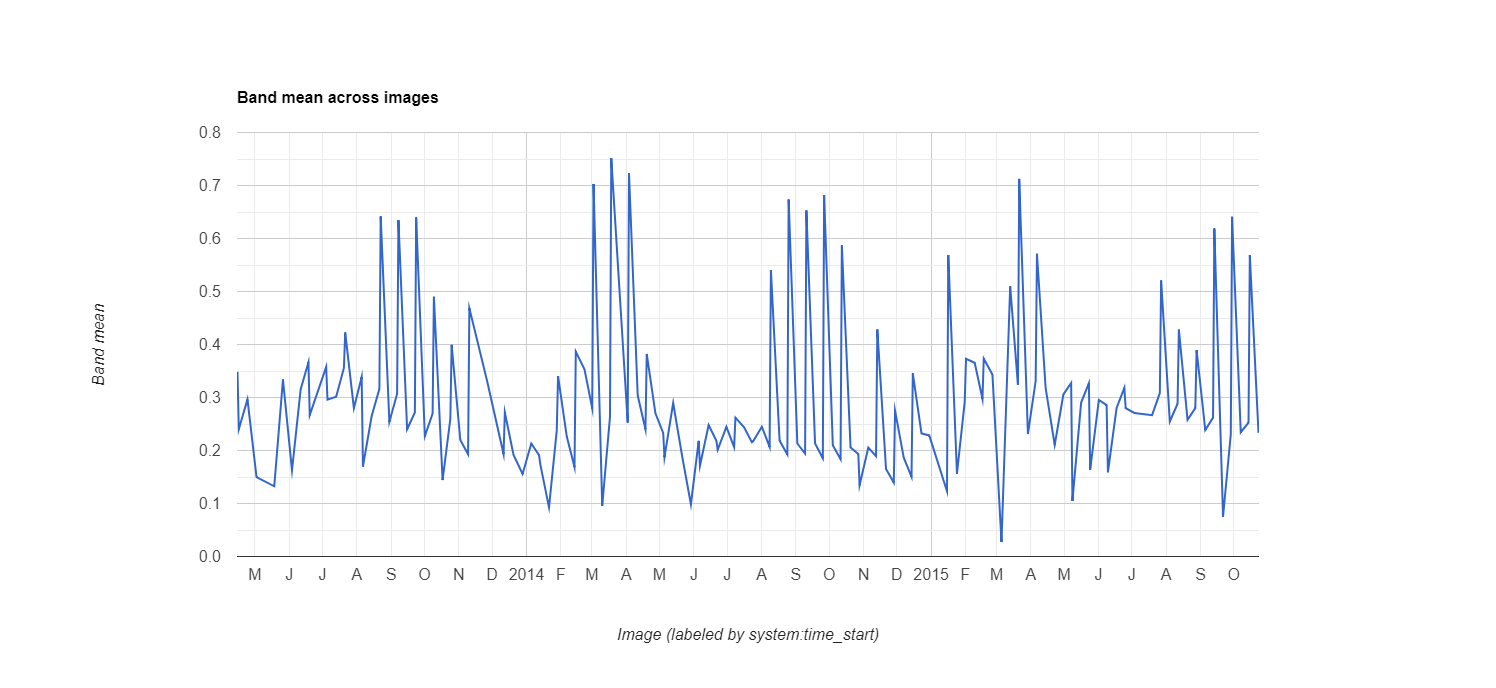 Band mean across images
0.8
0.7
0.6
0.5
0.4
0.3
0.2
0.1
0.0
Band mean
M J J A S O N D 2014 F M A M J J A S O N D 2015 F M A M J J A S O
Image (labeled by system:time_start)